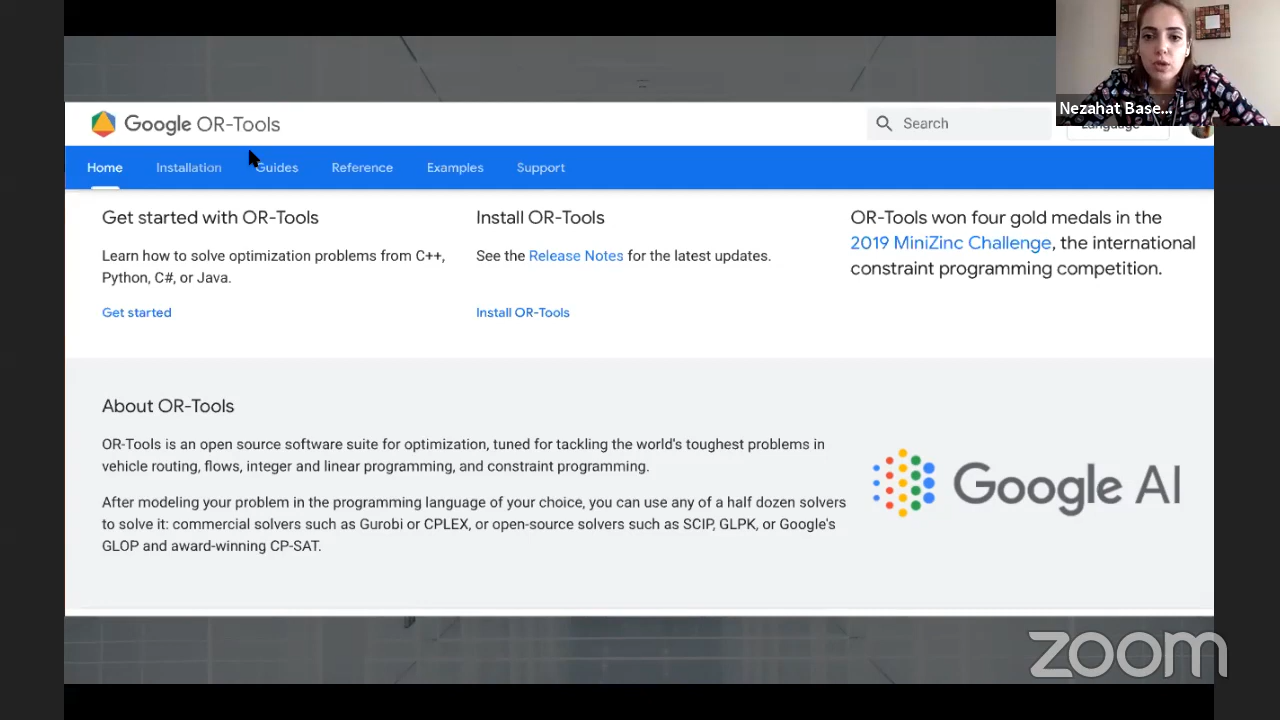 Nezahat Base...
Google OR-Tools
Search
Language
Home Installation Guides Reference Examples Support
Get started with OR-Tools
Learn how to solve optimization problems from C++,
Python, C#, or Java.
Get started
Install OR-Tools
See the Release Notes for the latest updates.
Install OR-Tools
OR-Tools won four gold medals in the
2019 MiniZinc Challenge, the international
constraint programming competition.
About OR-Tools
OR-Tools is an open source software suite for optimization, tuned for tackling the world's toughest problems in
vehicle routing, flows, integer and linear programming, and constraint programming.
After modeling your problem in the programming language of your choice, you can use any of a half dozen solvers
to solve it: commercial solvers such as Gurobi or CPLEX, or open-source solvers such as SCIP, GLPK, or Google's
GLOP and award-winning CP-SAT.
Google AI
zoom